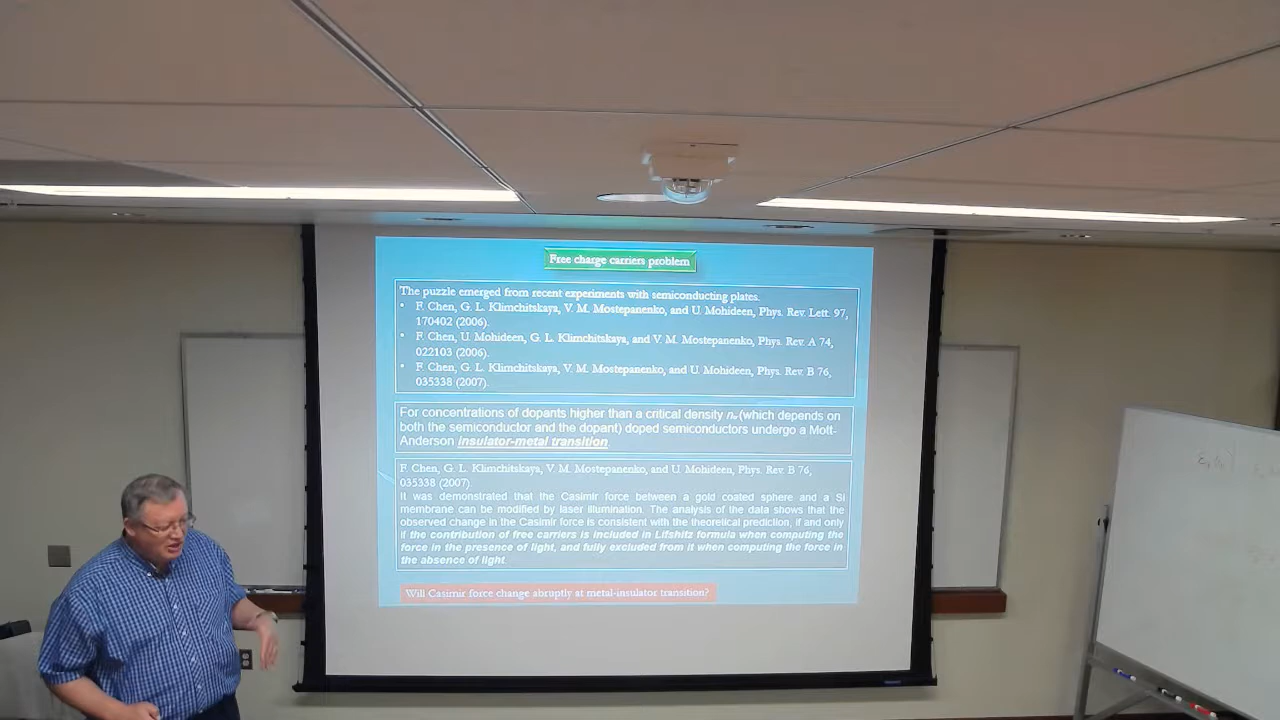 Free charge carriers problem
The puzzle emerged from recent experiments with semiconducting plates.
• F. Chen, G. L. Klimchitskaya, V. M. Mostepanenko, and U. Mohideen, Phys. Rev. Lett. 97,
170402 (2006).
• F. Chen, U. Mohideen, G. L. Klimchitskaya, and V. M. Mostepanenko, Phys. Rev. A 74,
022103 (2006).
• F. Chen, G. L. Klimchitskaya, V. M. Mostepanenko, and U. Mohideen, Phys. Rev. B 76,
035338 (2007).
For concentrations of dopants higher than a critical density (which depends on
both the semiconductor and the dopant) doped semiconductors undergo a Mott-
Anderson insulator-metal transition
F. Chen, G. L. Klimchitskaya, V. M. Mostepanenko, and U. Mohideen, Phys. Rev. B 76,
035338 (2007).
It was demonstrated that the Casimir force between a gold coated sphere and a Si
membrane can be modified by laser illumination. The analysis of the data shows that the
observed change in the Casimir force is consistent with the theoretical prediction, if and only
if the contribution of free carriers is included in Lifshitz formula when computing the
force in the presence of light, and fully excluded from it when computing the force in
the absence of light
Will Casimir force change abruptly at metal-insulator transition?